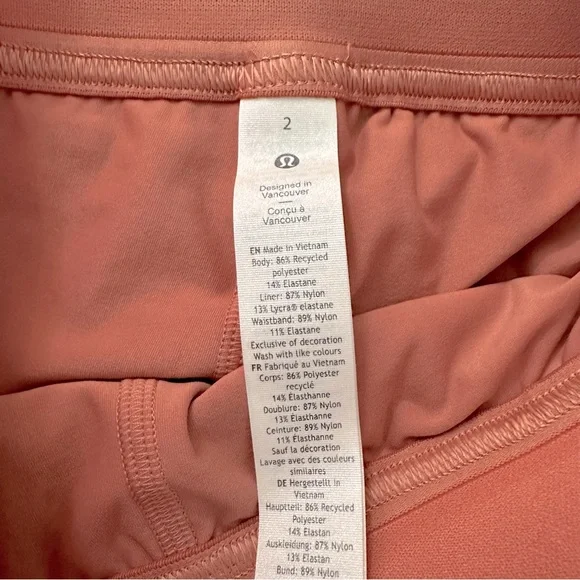 2
Designed in
Vancouver
Conçu à
Vancouver
EN Made in Vietnam
Body: 86% Recycled
polyester
14% Elastane
Liner: 87% Nylon
13% Lycra® elastane
Waistband: 89% Nylon
11% Elastane
Exclusive of decoration
Wash with like colours
FR Fabriqué au Vietnam
Corps: 86% Polyester
recyclé
14% Élasthanne
Doublure: 87% Nylon
13% Élasthanne
Ceinture: 89% Nylon
11% Élasthanne
Sauf la décoration
Lavage avec des couleurs
similaires
DE Hergestellt in
Vietnam
Hauptteil: 86% Recycled
Polyester
14% Elastan
Auskleidung: 87% Nylon
13% Elastan
Bund: 89% Nylon